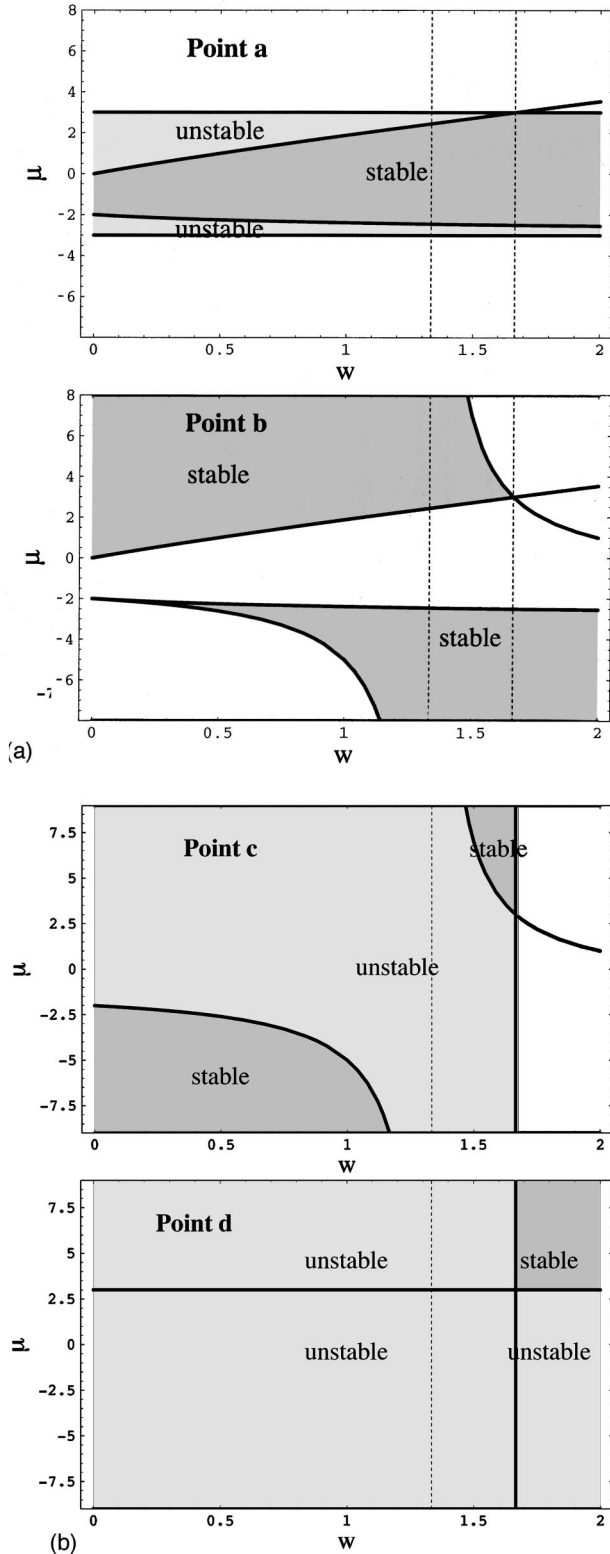 8
Point a
6
4
2
unstable
μ
0
stable
-2
unstable
-4
-6
0 0.5 1 1.5 2
w
8
Point b
6
4
stable
2
μ
0
-2
-4
stable
-6
0 0.5 1 1.5 2
w
(a)
7.5
Point c
stable
5
2.5
μ
0
unstable
-2.5
-5
stable
-7.5
0 0.5 1 1.5 2
w
7.5
Point d
5
unstable stable
2.5
μ
0
unstable unstable
-2.5
-5
-7.5
0 0.5 1 1.5 2
(b) w